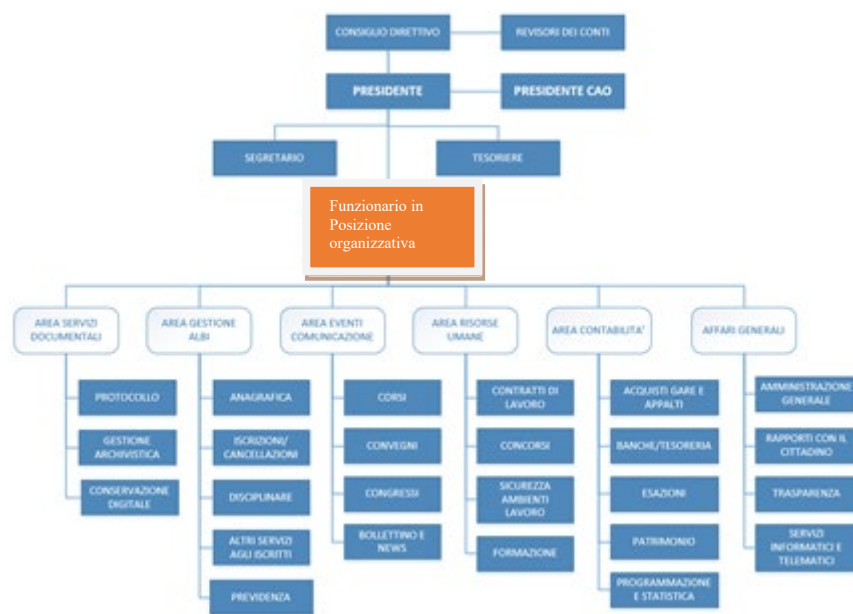 CONSIGLIO DIRETTIVO
REVISORI DEI CONTI
PRESIDENTE
PRESIDENTE CAO
SEGRETARIO
TESORIERE
Funzionario in
Posizione
organizzativa
AREA SERVIZI
DOCUMENTALI
AREA GESTIONE
ALBI
AREA EVENTI
COMUNICAZIONE
AREA RISORSE
UMANE
AREA CONTABILITA'
AFFARI GENERALI
PROTOCOLLO
GESTIONE
ARCHIVISTICA
CONSERVAZIONE
DIGITALE
ANAGRAFICA
ISCRIZIONI/
CANCELLAZIONI
DISCIPLINARE
ALTRI SERVIZI
AGLI ISCRITTI
PREVIDENZA
CORSI
CONVEGNI
CONGRESSI
BOLLETTINO E
NEWS
CONTRATTI DI
LAVORO
CONCORSI
SICUREZZA
AMBIENTI
LAVORO
FORMAZIONE
ACQUISTI GARE E
APPALTI
BANCHE/TESORERIA
ESAZIONI
PATRIMONIO
PROGRAMMAZIONE
E STATISTICA
AMMINISTRAZIONE
GENERALE
RAPPORTI CON IL
CITTADINO
TRASPARENZA
SERVIZI
INFORMATICI E
TELEMATICI